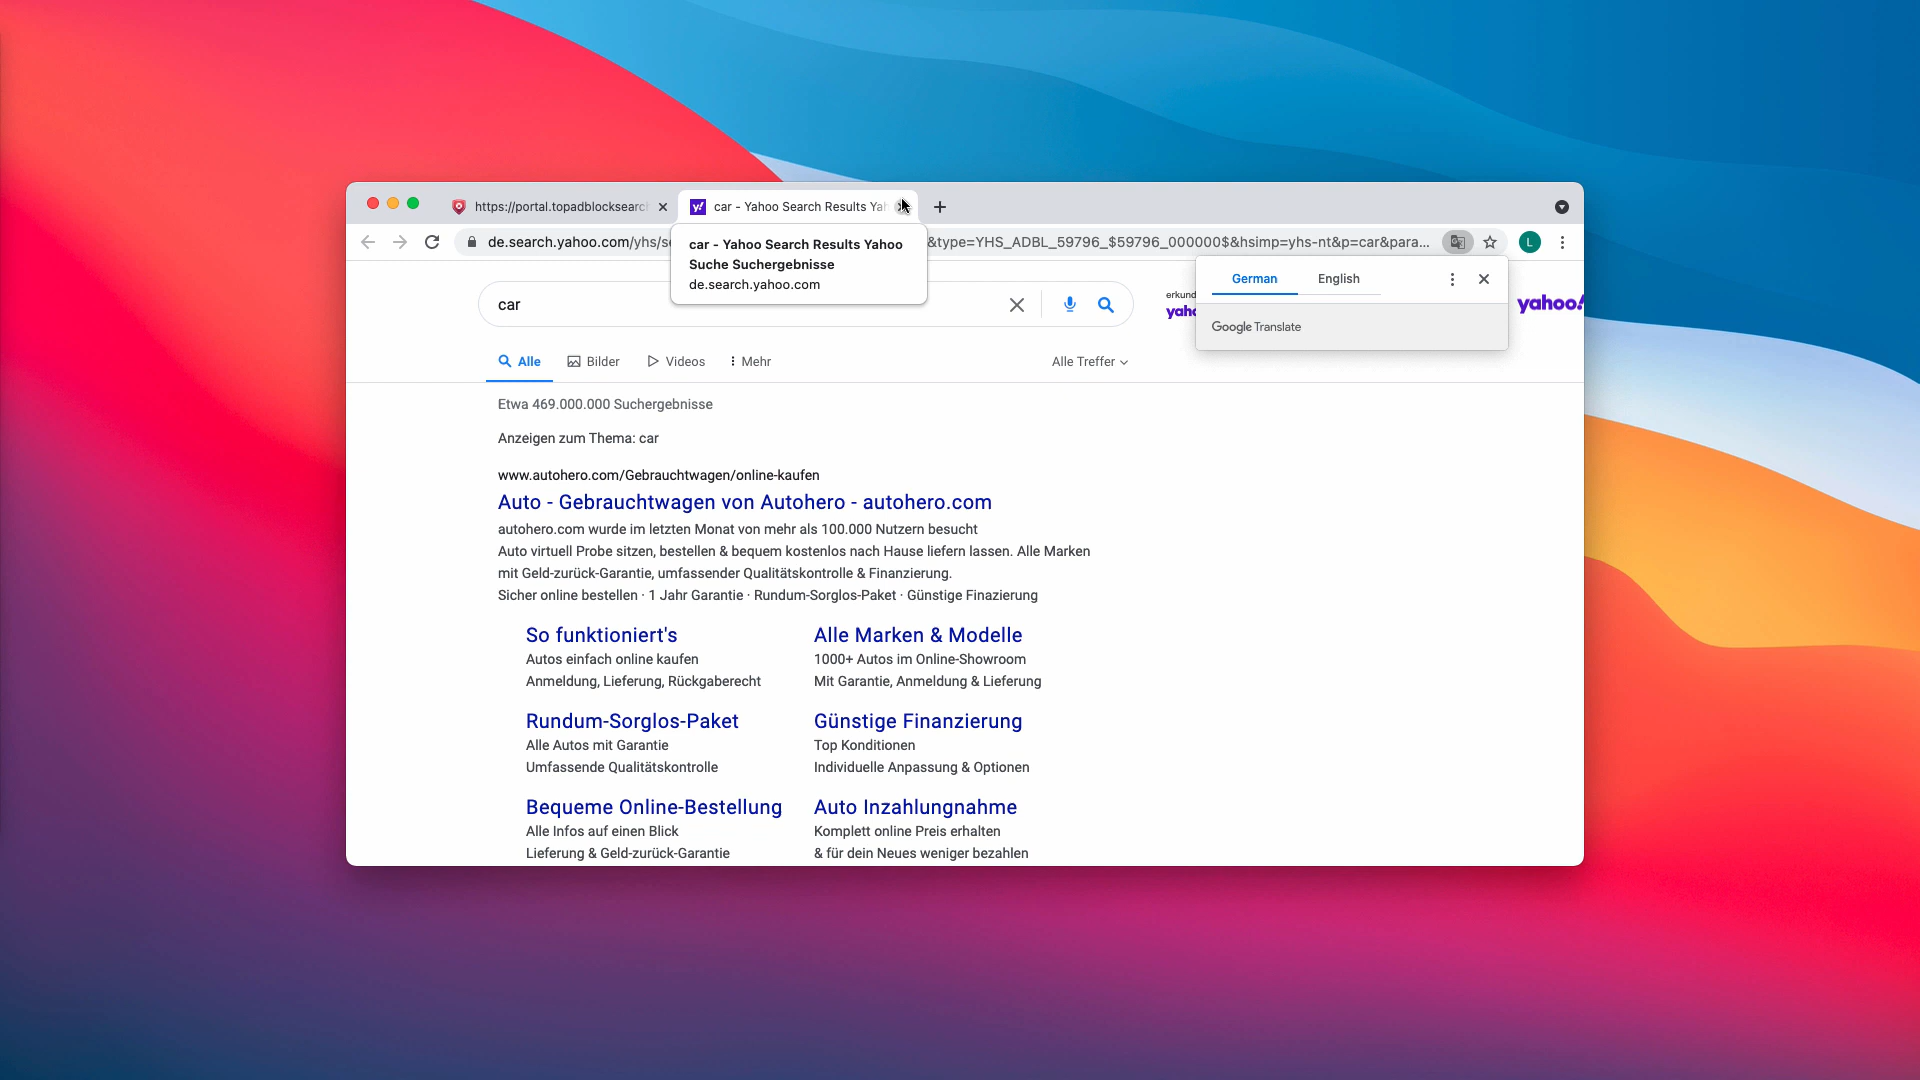 https://portal.topadblocksearch
car - Yahoo Search Results Yah
de.search.yahoo.com/yhs/se
&type=YHS_ADBL_59796_$59796_000000$&hsimp=yhs-nt&p=car&para...
L
car - Yahoo Search Results Yahoo
Suche Suchergebnisse
de.search.yahoo.com
German
English
Google Translate
car
erkund
yaho
yahoo!
Alle
Bilder
Videos
Mehr
Alle Treffer
Etwa 469.000.000 Suchergebnisse
Anzeigen zum Thema: car
www.autohero.com/Gebrauchtwagen/online-kaufen
Auto - Gebrauchtwagen von Autohero - autohero.com
autohero.com wurde im letzten Monat von mehr als 100.000 Nutzern besucht
Auto virtuell Probe sitzen, bestellen & bequem kostenlos nach Hause liefern lassen. Alle Marken
mit Geld-zurück-Garantie, umfassender Qualitätskontrolle & Finanzierung.
Sicher online bestellen · 1 Jahr Garantie · Rundum-Sorglos-Paket · Günstige Finazierung
So funktioniert's
Autos einfach online kaufen
Anmeldung, Lieferung, Rückgaberecht
Alle Marken & Modelle
1000+ Autos im Online-Showroom
Mit Garantie, Anmeldung & Lieferung
Rundum-Sorglos-Paket
Alle Autos mit Garantie
Umfassende Qualitätskontrolle
Günstige Finanzierung
Top Konditionen
Individuelle Anpassung & Optionen
Bequeme Online-Bestellung
Alle Infos auf einen Blick
Lieferung & Geld-zurück-Garantie
Auto Inzahlungnahme
Komplett online Preis erhalten
& für dein Neues weniger bezahlen